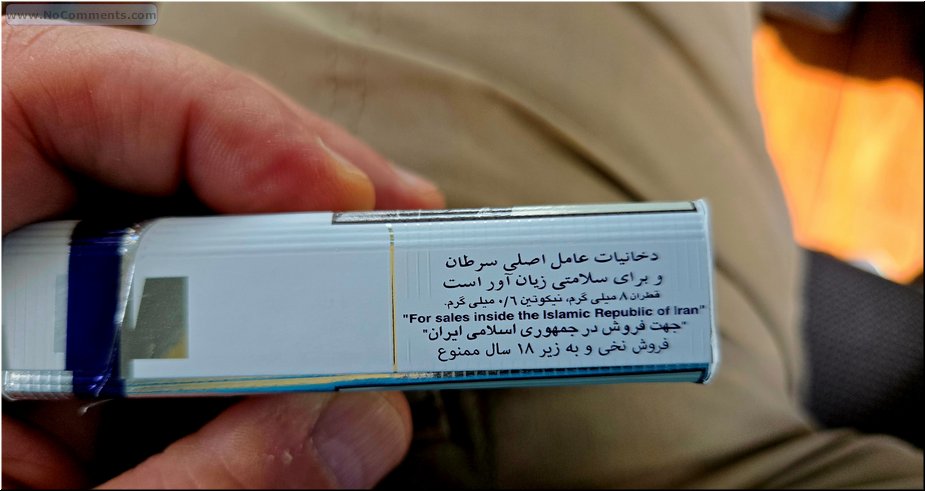 www.NoComments.com
دخانیات عامل اصلی سرطان
و برای سلامتی زیان آور است
قطران ۸ میلی گرم، نیکوتین ۰/۶ میلی گرم.
"For sales inside the Islamic Republic of Iran"
"جهت فروش در جمهوری اسلامی ایران"
فروش نخی و به زیر ۱۸ سال ممنوع